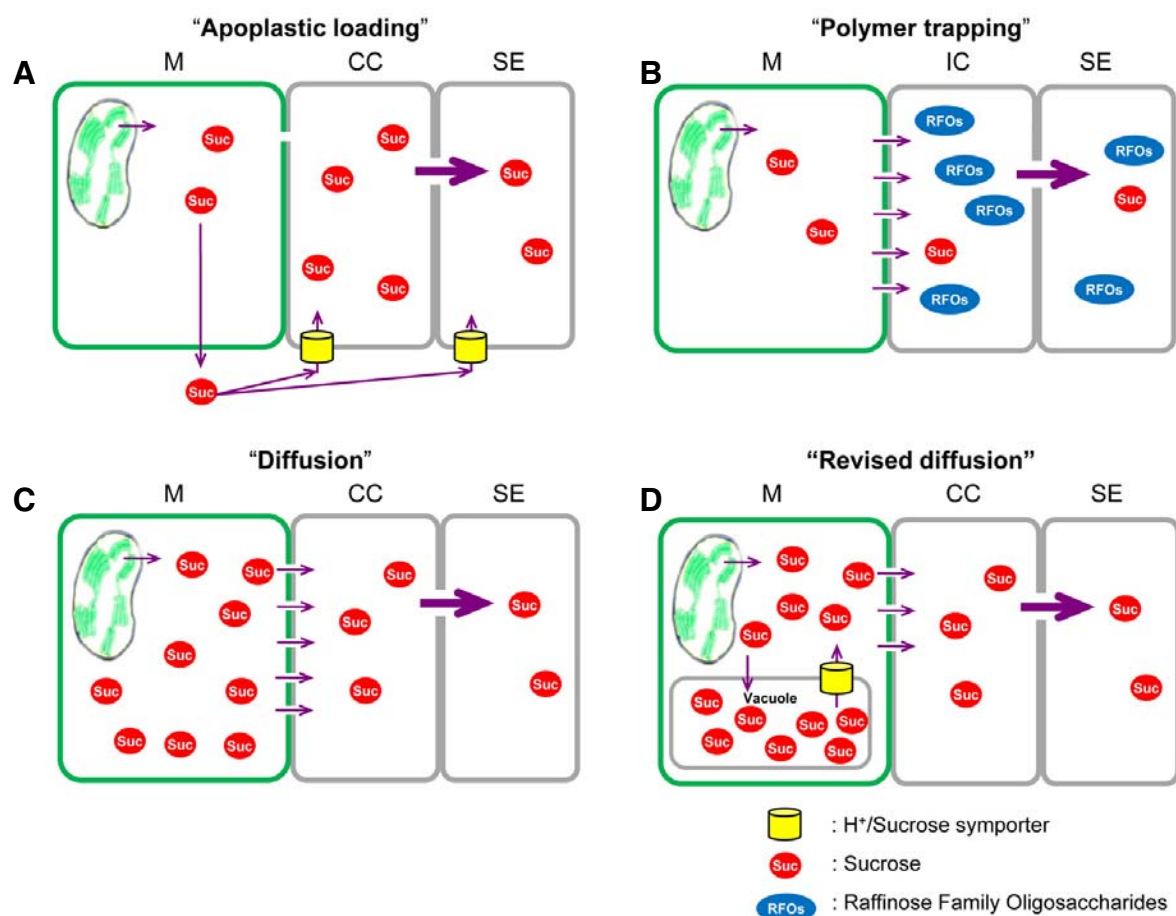 "Apoplastic loading"
A
M CC SE
Suc
Suc
Suc
Suc
Suc
Suc
Suc
Suc
Suc
"Polymer trapping"
B
M IC SE
RFOs
Suc
RFOs
RFOs
RFOs
Suc
Suc
Suc
RFOs
RFOs
"Diffusion"
C
M CC SE
Suc
Suc
Suc
Suc
Suc
Suc
Suc
Suc
Suc
Suc
Suc
Suc
Suc
Suc
"Revised diffusion"
D
M CC SE
Suc
Suc
Suc
Suc
Suc
Vacuole
Suc
Suc
Suc
Suc
Suc
Suc
Suc
Suc
Suc
Suc
Suc
Suc
: H⁺/Sucrose symporter
Suc : Sucrose
RFOs : Raffinose Family Oligosaccharides